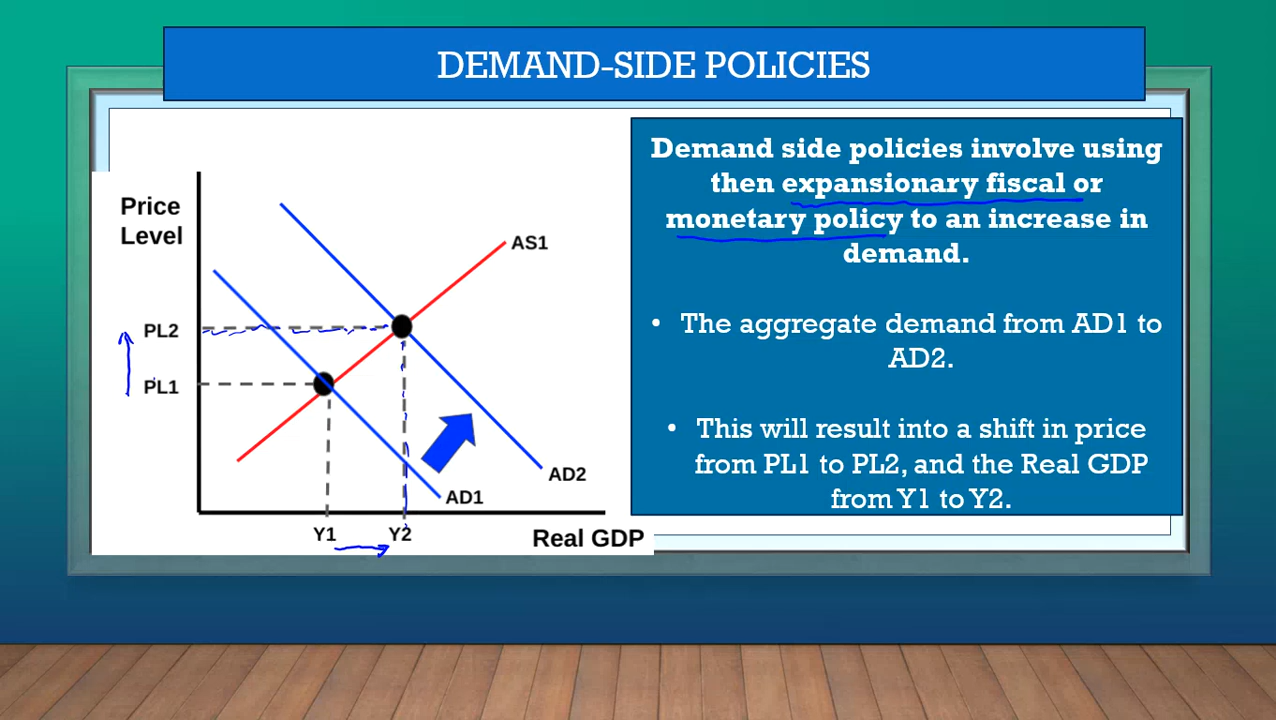 DEMAND-SIDE POLICIES
Price
Level
AS1
PL2
PL1
AD2
AD1
Y1
Y2
Real GDP
Demand side policies involve using
then expansionary fiscal or
monetary policy to an increase in
demand.
• The aggregate demand from AD1 to
AD2.
• This will result into a shift in price
from PL1 to PL2, and the Real GDP
from Y1 to Y2.